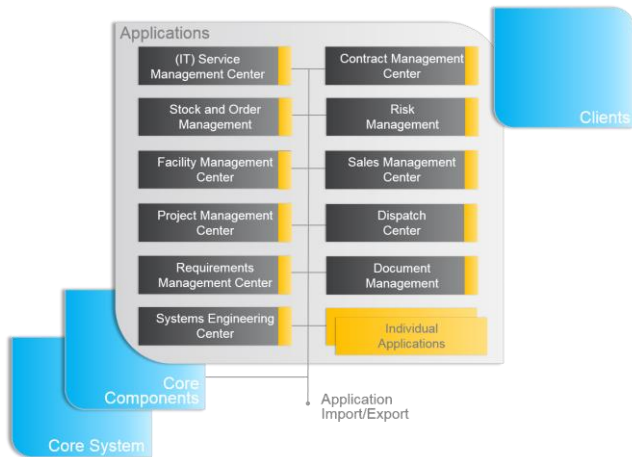 Applications
(IT) Service
Management Center
Contract Management
Center
Stock and Order
Management
Risk
Management
Facility Management
Center
Sales Management
Center
Project Management
Center
Dispatch
Center
Requirements
Management Center
Document
Management
Systems Engineering
Center
Individual
Applications
Clients
Core
Components
Application
Import/Export
Core System